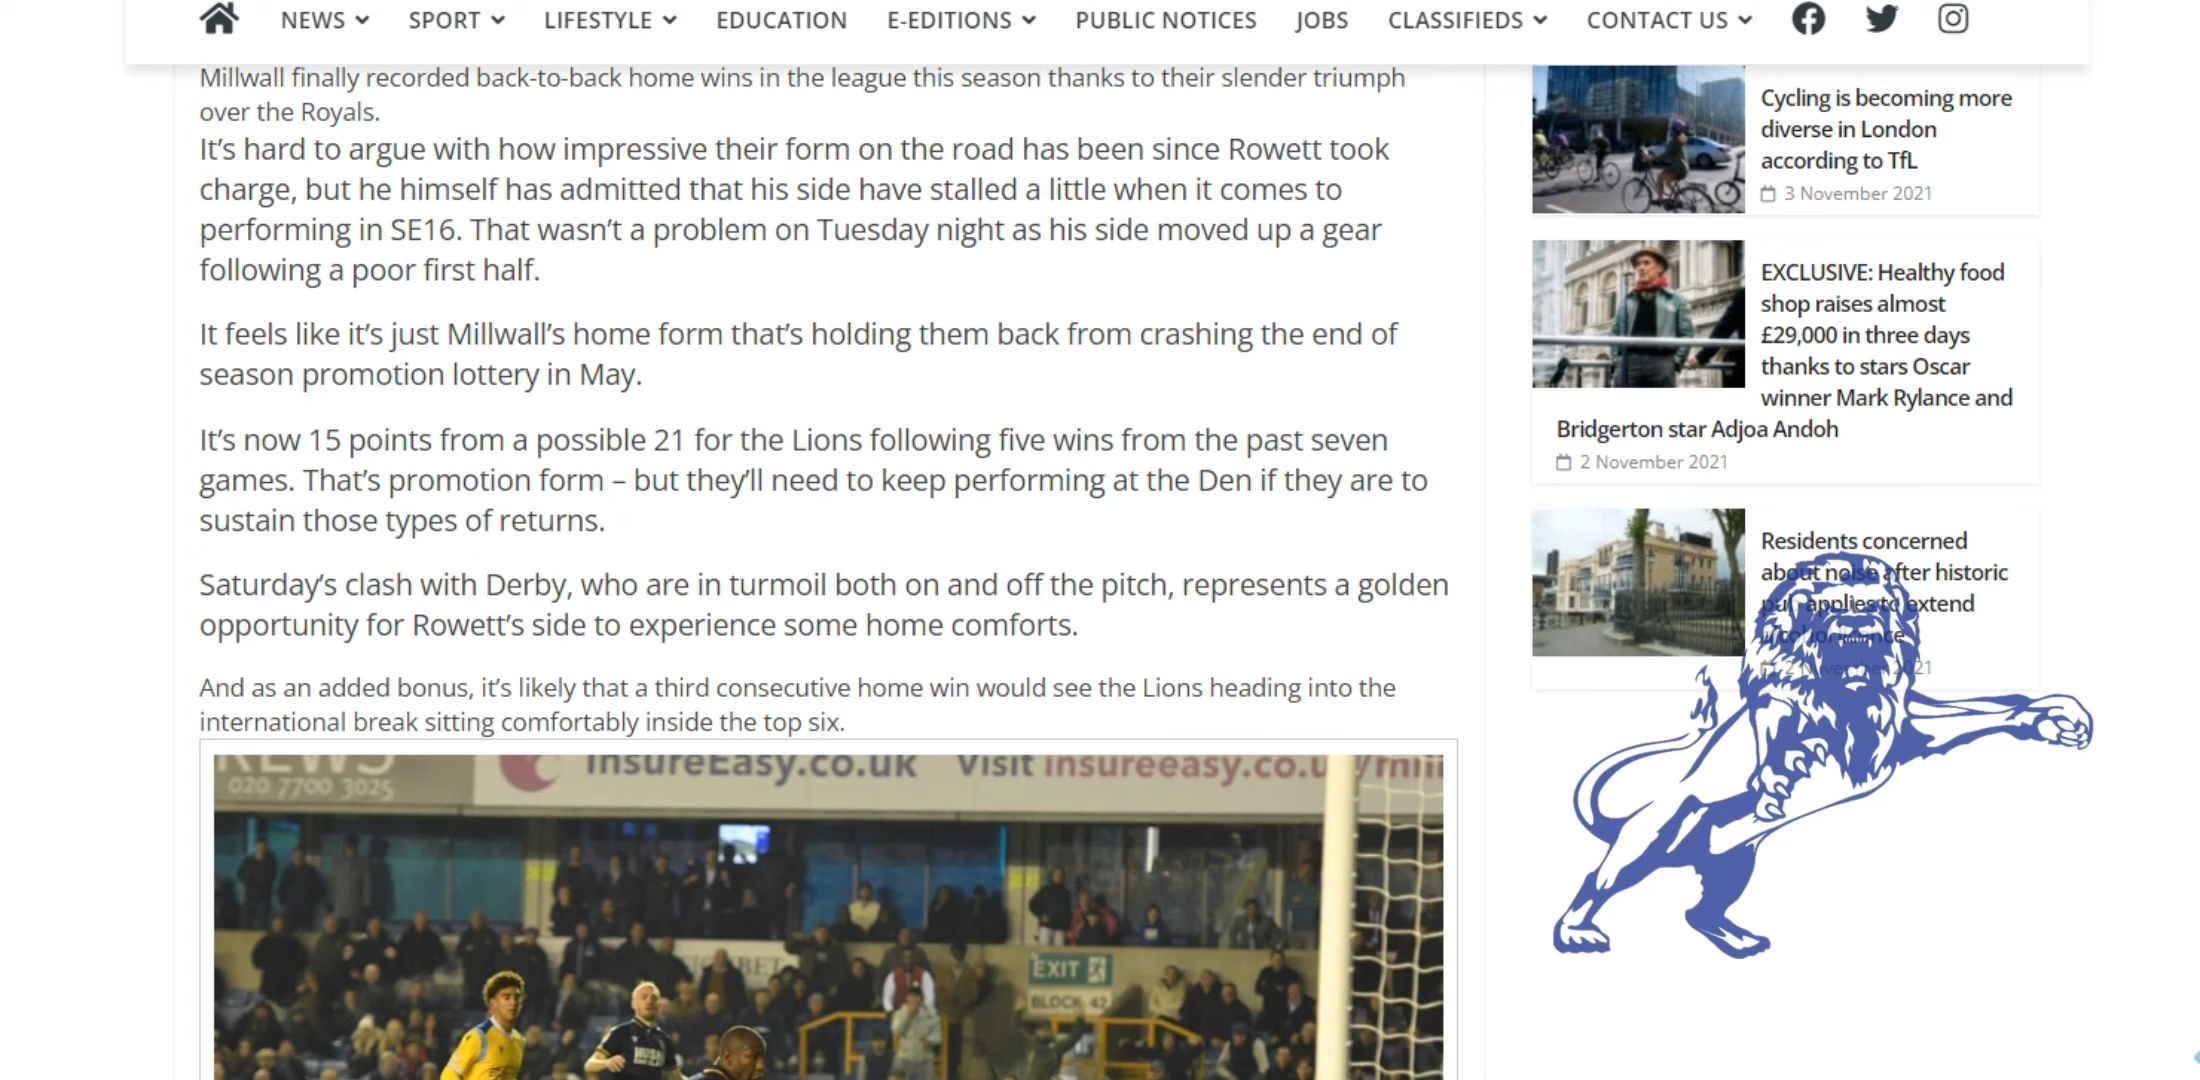 NEWS SPORT LIFESTYLE EDUCATION E-EDITIONS PUBLIC NOTICES JOBS CLASSIFIEDS CONTACT US
Millwall finally recorded back-to-back home wins in the league this season thanks to their slender triumph
over the Royals.
It’s hard to argue with how impressive their form on the road has been since Rowett took
charge, but he himself has admitted that his side have stalled a little when it comes to
performing in SE16. That wasn’t a problem on Tuesday night as his side moved up a gear
following a poor first half.
It feels like it’s just Millwall’s home form that’s holding them back from crashing the end of
season promotion lottery in May.
It’s now 15 points from a possible 21 for the Lions following five wins from the past seven
games. That’s promotion form – but they’ll need to keep performing at the Den if they are to
sustain those types of returns.
Saturday’s clash with Derby, who are in turmoil both on and off the pitch, represents a golden
opportunity for Rowett’s side to experience some home comforts.
And as an added bonus, it’s likely that a third consecutive home win would see the Lions heading into the
international break sitting comfortably inside the top six.
020 7700 3025
InsureEasy.co.uk Visit insureeasy.co.u
EXIT
BLOCK 42
HUSKI
Cycling is becoming more
diverse in London
according to TfL
3 November 2021
EXCLUSIVE: Healthy food
shop raises almost
£29,000 in three days
thanks to stars Oscar
winner Mark Rylance and
Bridgerton star Adjoa Andoh
2 November 2021
Residents concerned
about noise after historic
pub applies to extend
alcohol licence
2 November 2021